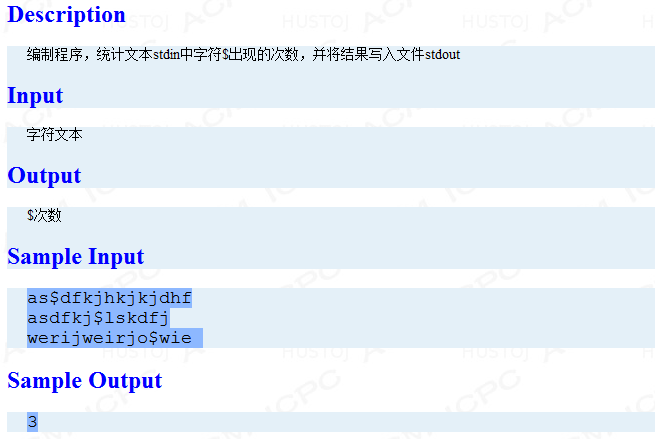 Description
编制程序，统计文本stdin中字符$出现的次数，并将结果写入文件stdout
Input
字符文本
Output
$次数
Sample Input
as$dfkjhkjkjdhf
asdfkj$lskdfj
werijweirjo$wie
Sample Output
3